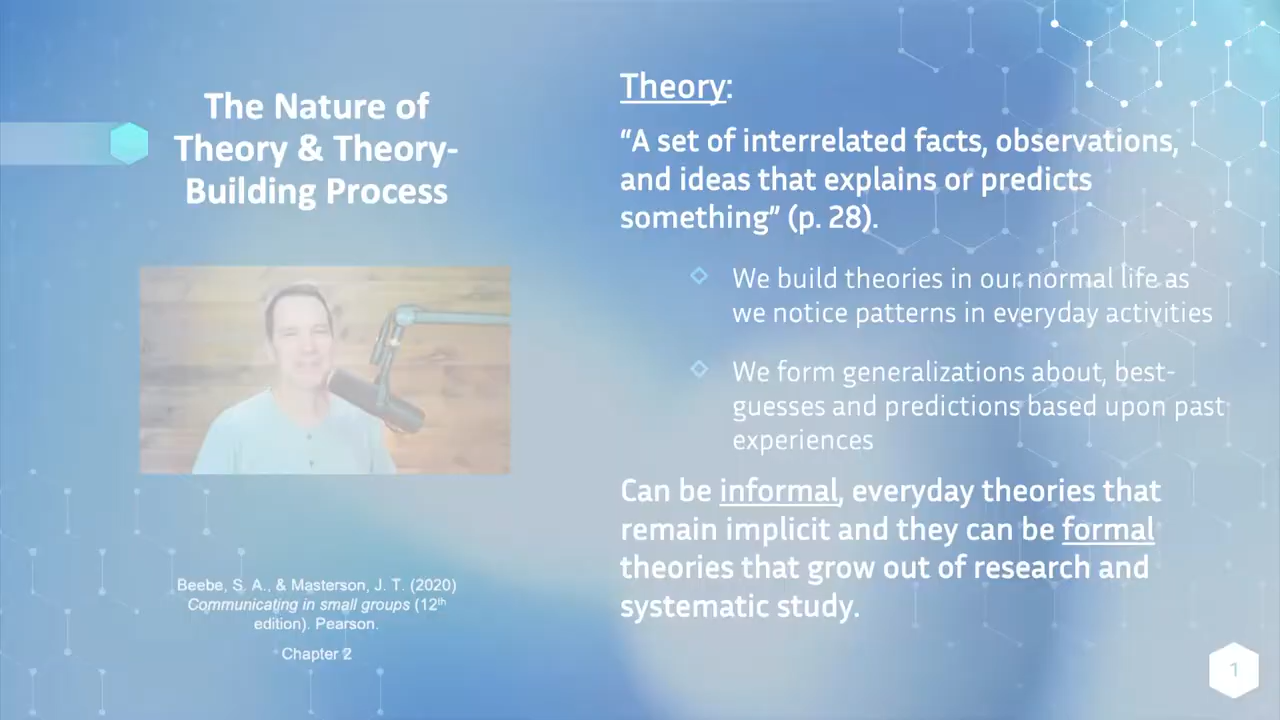 The Nature of
Theory & Theory-
Building Process
Beebe, S. A., & Masterson, J. T. (2020)
Communicating in small groups (12th
edition). Pearson.
Chapter 2
Theory:
“A set of interrelated facts, observations,
and ideas that explains or predicts
something” (p. 28).
We build theories in our normal life as
we notice patterns in everyday activities
We form generalizations about, best-
guesses and predictions based upon past
experiences
Can be informal, everyday theories that
remain implicit and they can be formal
theories that grow out of research and
systematic study.
1